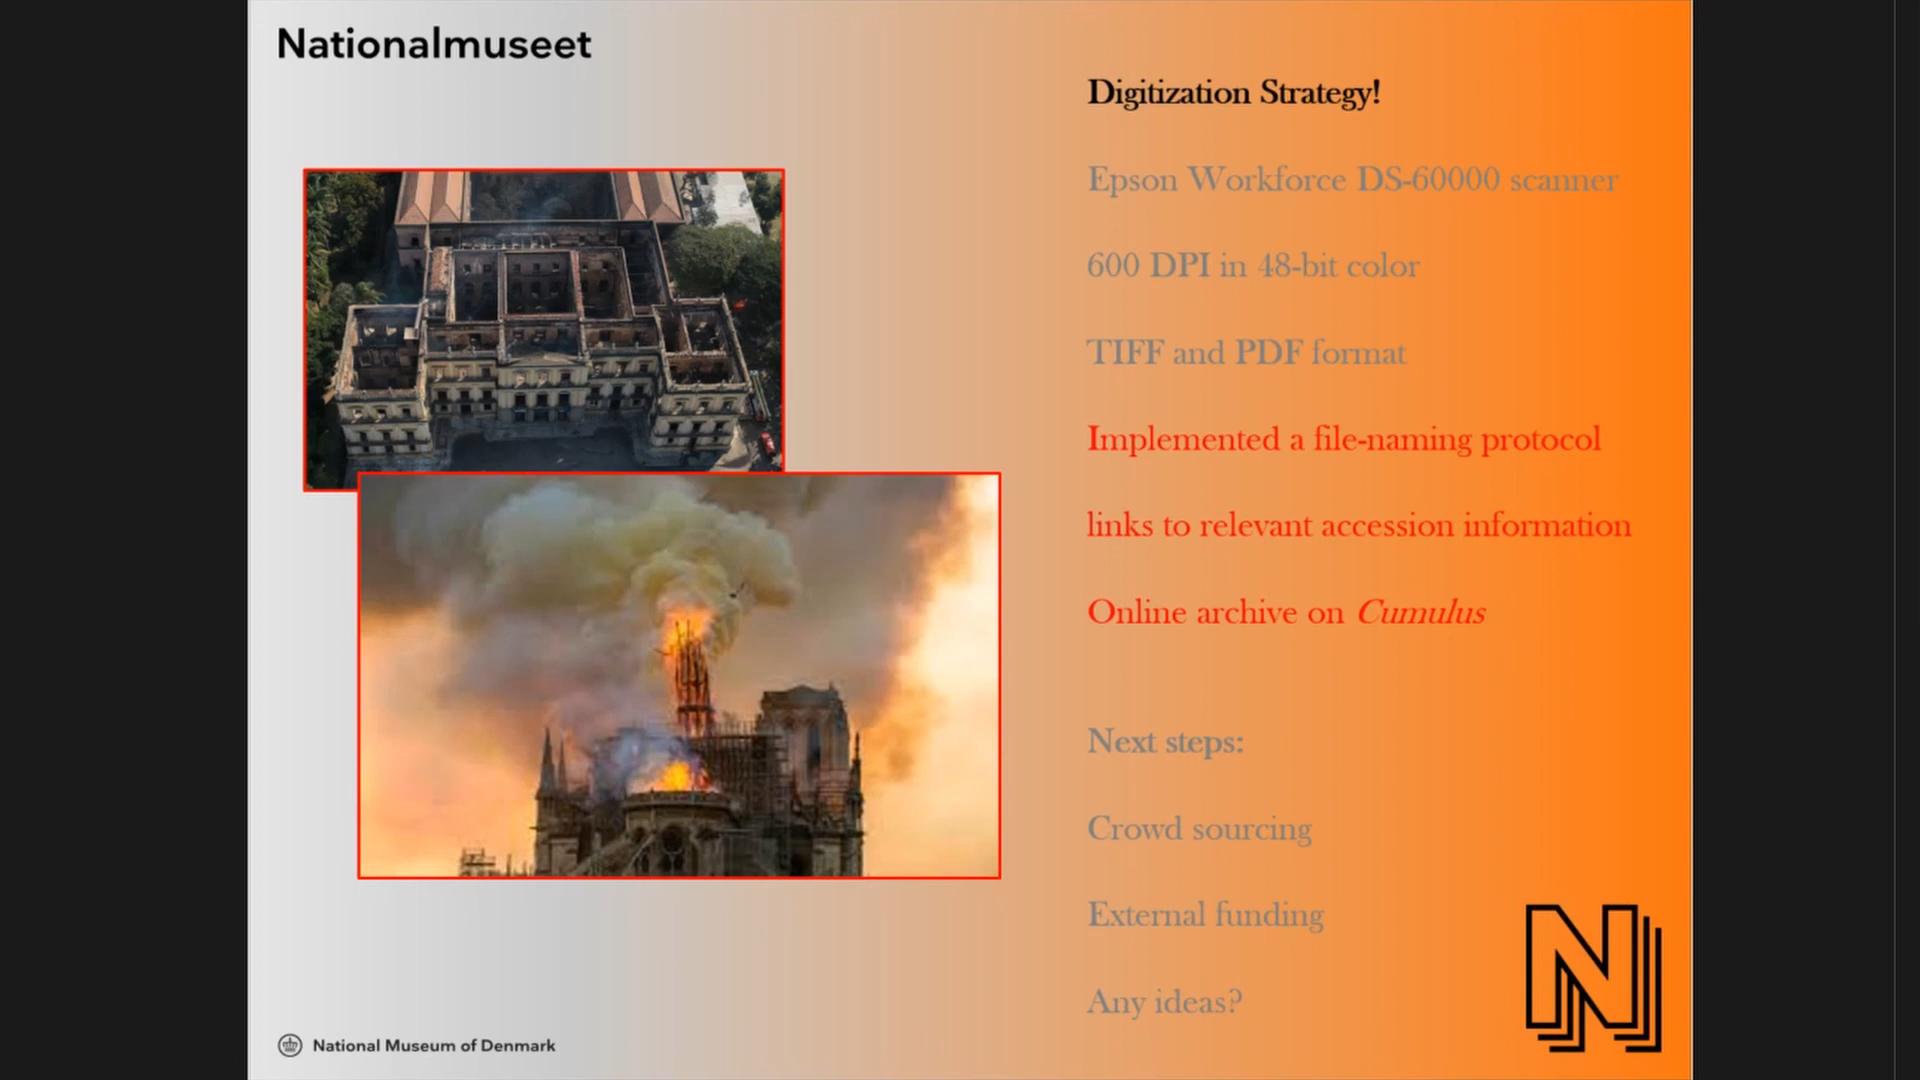 Nationalmuseet
Digitization Strategy!
Epson Workforce DS-60000 scanner
600 DPI in 48-bit color
TIFF and PDF format
Implemented a file-naming protocol
links to relevant accession information
Online archive on Cumulus
Next steps:
Crowd sourcing
External funding
Any ideas?
N
National Museum of Denmark